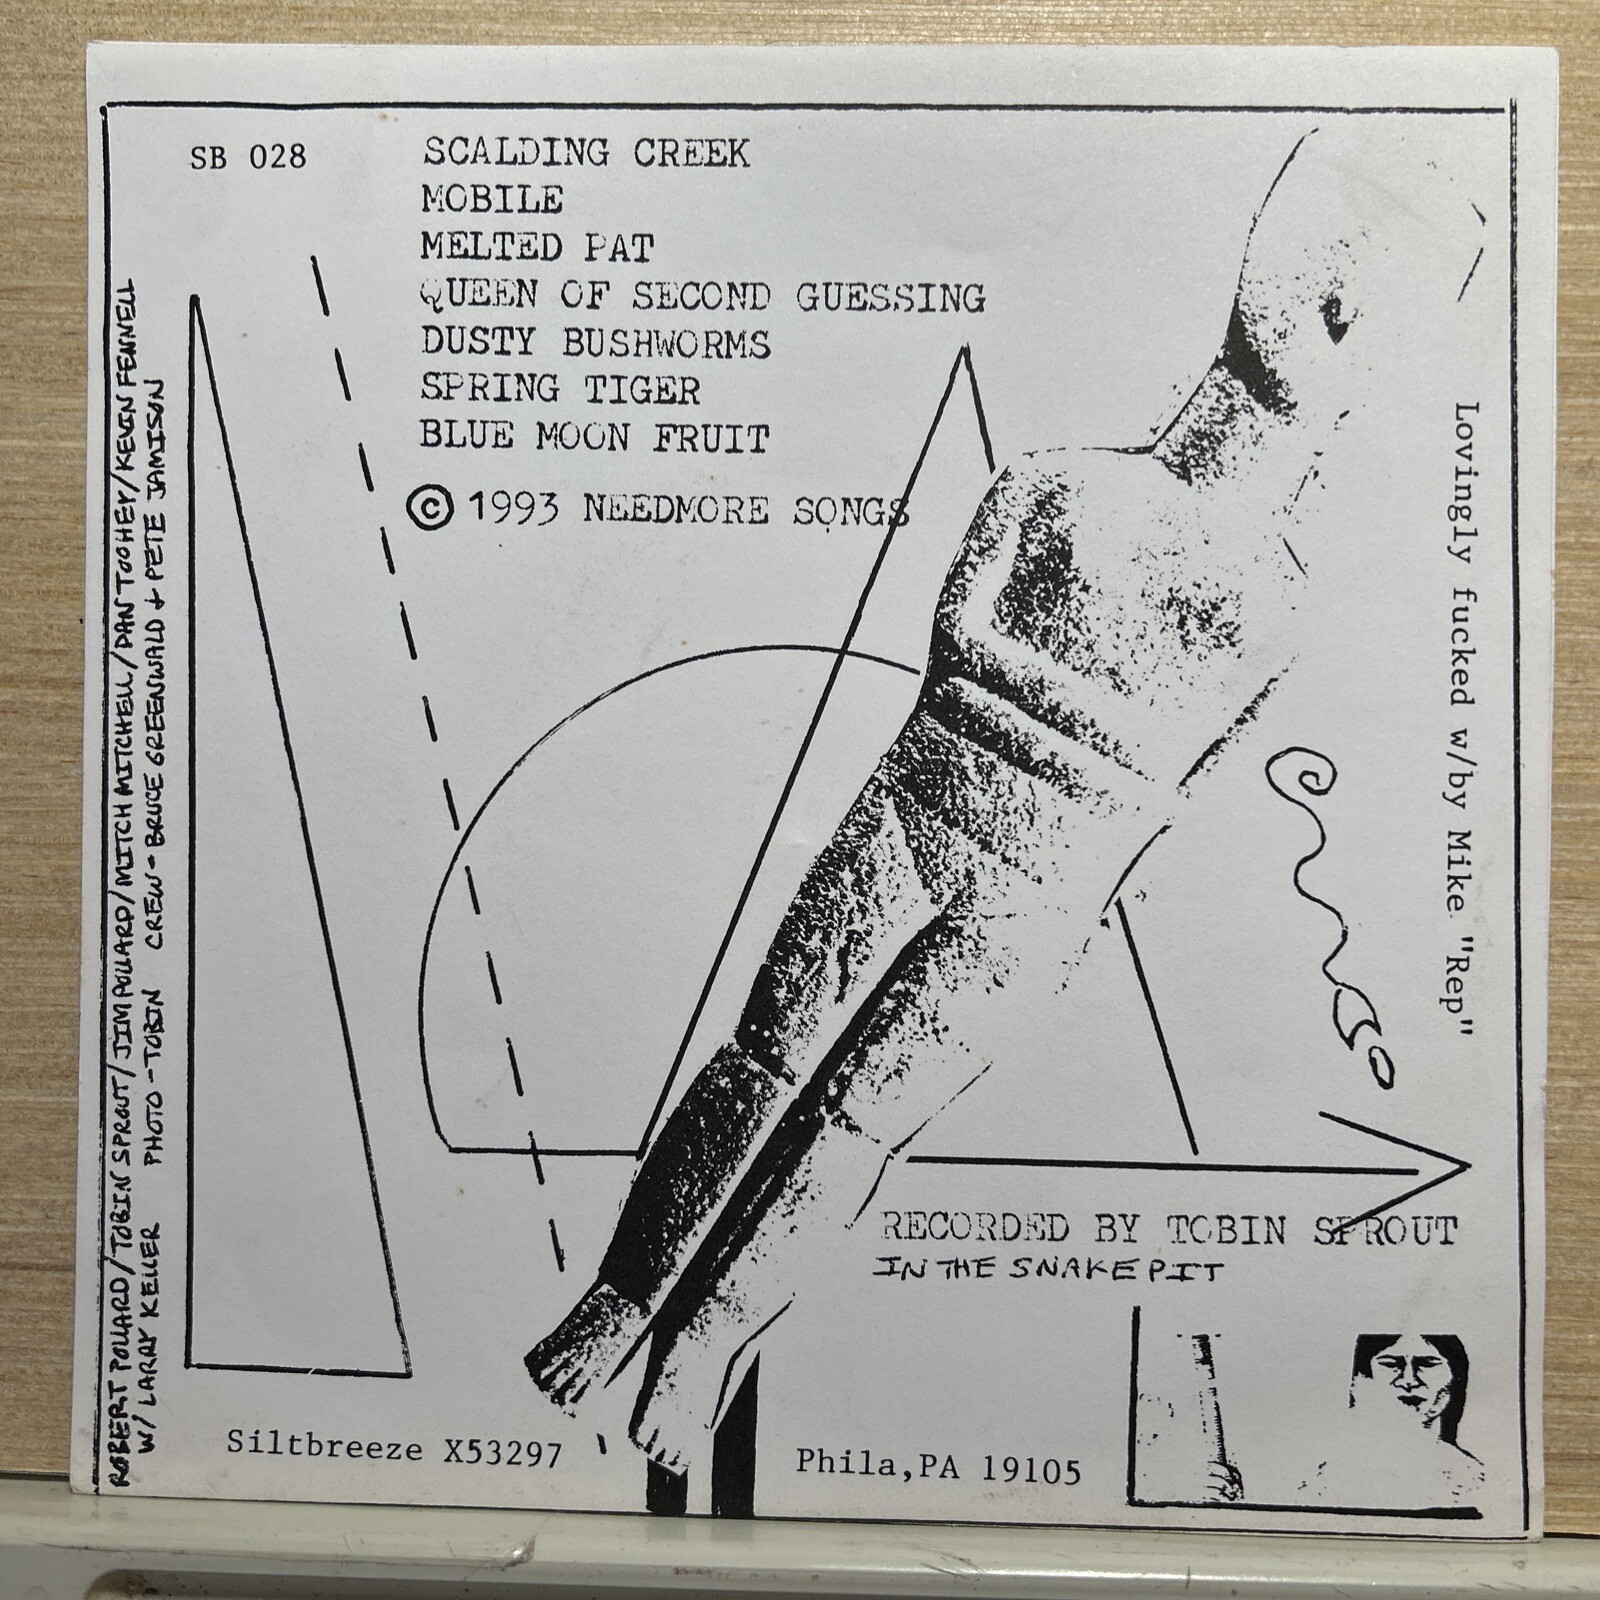 SB 028
SCALDING CREEK
MOBILE
MELTED PAT
QUEEN OF SECOND GUESSING
DUSTY BUSHWORMS
SPRING TIGER
BLUE MOON FRUIT
© 1993 NEEDMORE SONGS
ROBERT POLLARD/TOBIN SPROUT/JIM POLLARD/MITCH MITCHELL/DAN TOOHEY/KEVIN FENNELL
W/ LARRY KELLER PHOTO-TOBIN CREW-BRUCE GREENWALD + PETE JAMISON
Lovingly fucked w/by Mike "Rep"
RECORDED BY TOBIN SPROUT
IN THE SNAKEPIT
Siltbreeze X53297
Phila,PA 19105